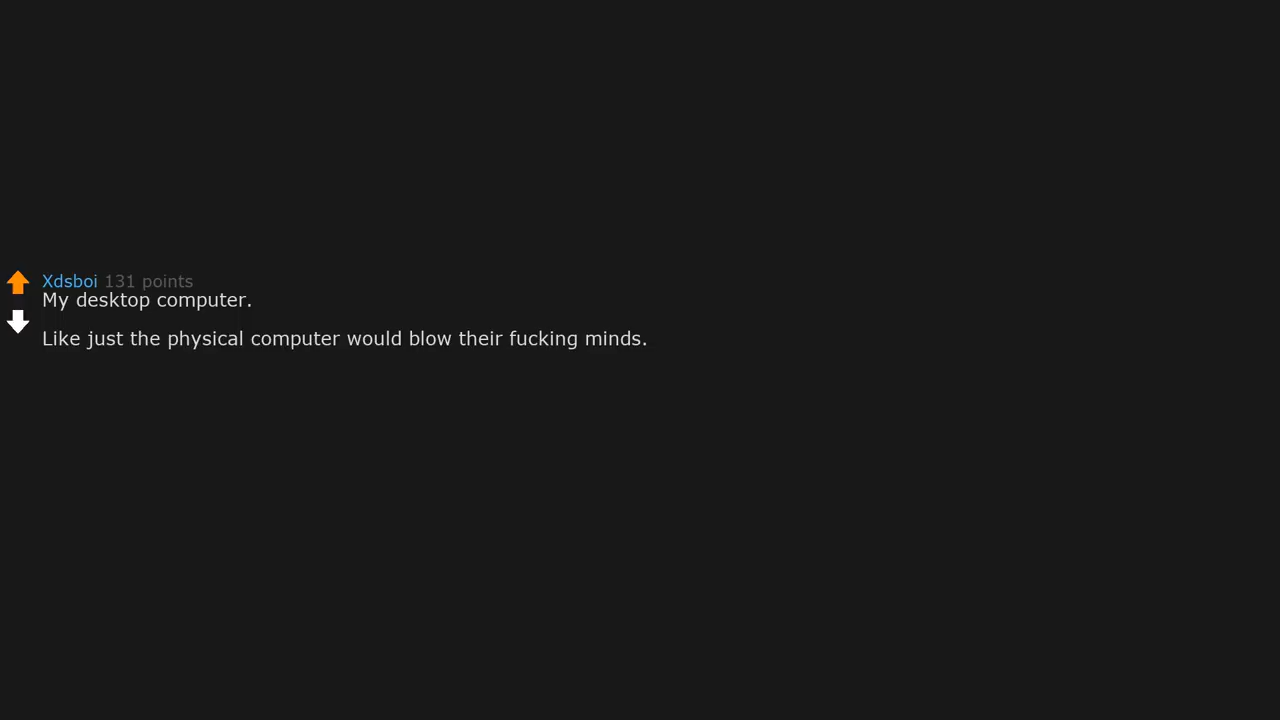 Xdsboi 131 points
My desktop computer.
Like just the physical computer would blow their fucking minds.